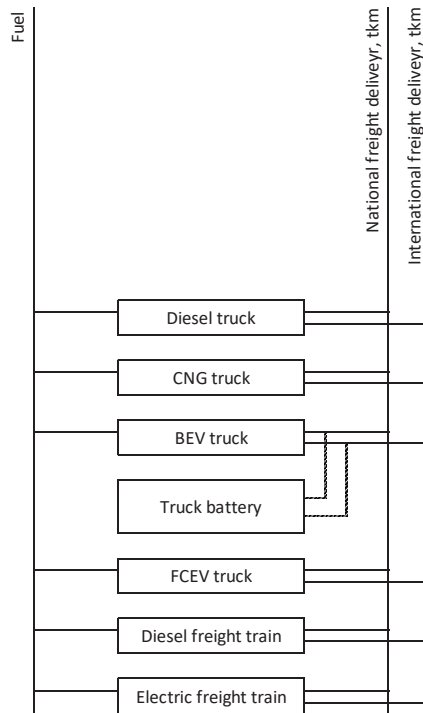 Fuel
National freight deliveyr, tkm
International freight deliveyr, tkm
Diesel truck
CNG truck
BEV truck
Truck battery
FCEV truck
Diesel freight train
Electric freight train